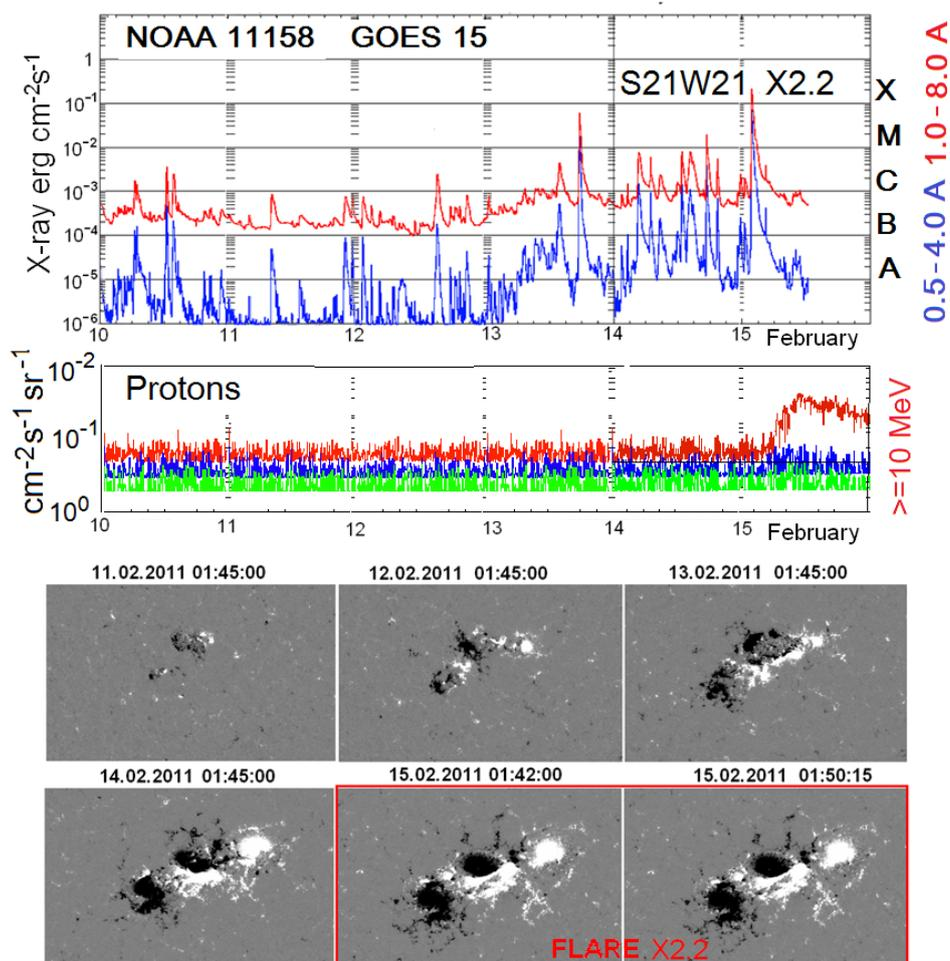 NOAA 11158 GOES 15
S21W21 X2.2
X-ray erg cm⁻²s⁻¹
1
10⁻¹
10⁻²
10⁻³
10⁻⁴
10⁻⁵
10⁻⁶
X
M
C
B
A
0.5-4.0 A 1.0-8.0 A
10 11 12 13 14 15 February
Protons
cm⁻²s⁻¹sr⁻¹
10⁻²
10⁻¹
10⁰
>=10 MeV
10 11 12 13 14 15 February
11.02.2011 01:45:00 12.02.2011 01:45:00 13.02.2011 01:45:00
14.02.2011 01:45:00 15.02.2011 01:42:00 15.02.2011 01:50:15
FLARE X2.2